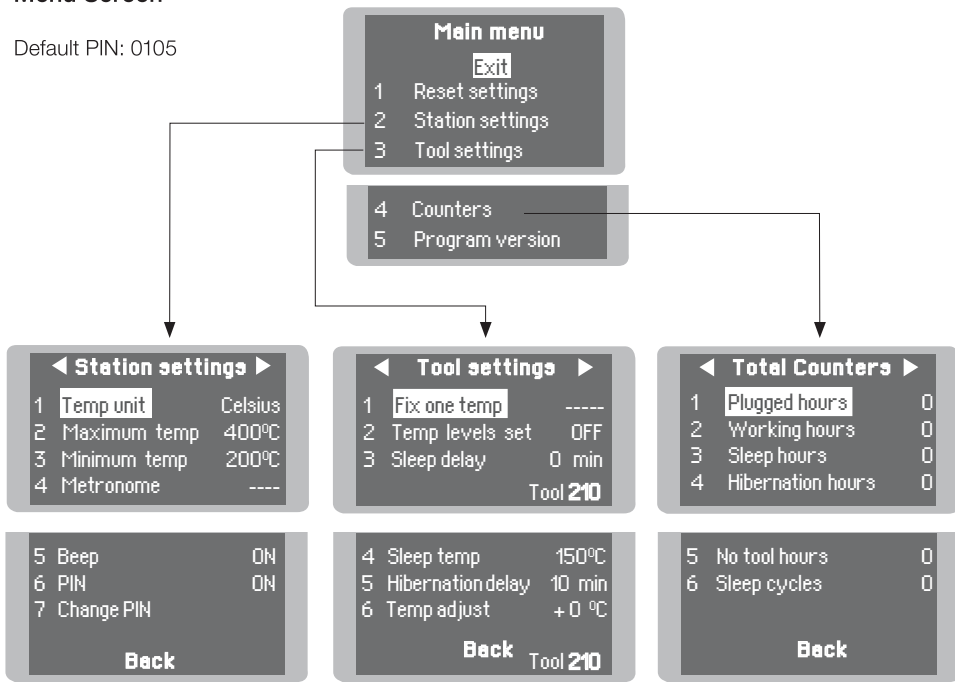 Menu Screen
Default PIN: 0105
Main menu
Exit
1 Reset settings
2 Station settings
3 Tool settings
4 Counters
5 Program version
◀ Station settings ▶
1 Temp unit Celsius
2 Maximum temp 400ºC
3 Minimum temp 200ºC
4 Metronome ----
5 Beep ON
6 PIN ON
7 Change PIN
Back
◀ Tool settings ▶
1 Fix one temp -----
2 Temp levels set OFF
3 Sleep delay 0 min
Tool 210
4 Sleep temp 150ºC
5 Hibernation delay 10 min
6 Temp adjust +0 ºC
Back Tool 210
◀ Total Counters ▶
1 Plugged hours 0
2 Working hours 0
3 Sleep hours 0
4 Hibernation hours 0
5 No tool hours 0
6 Sleep cycles 0
Back